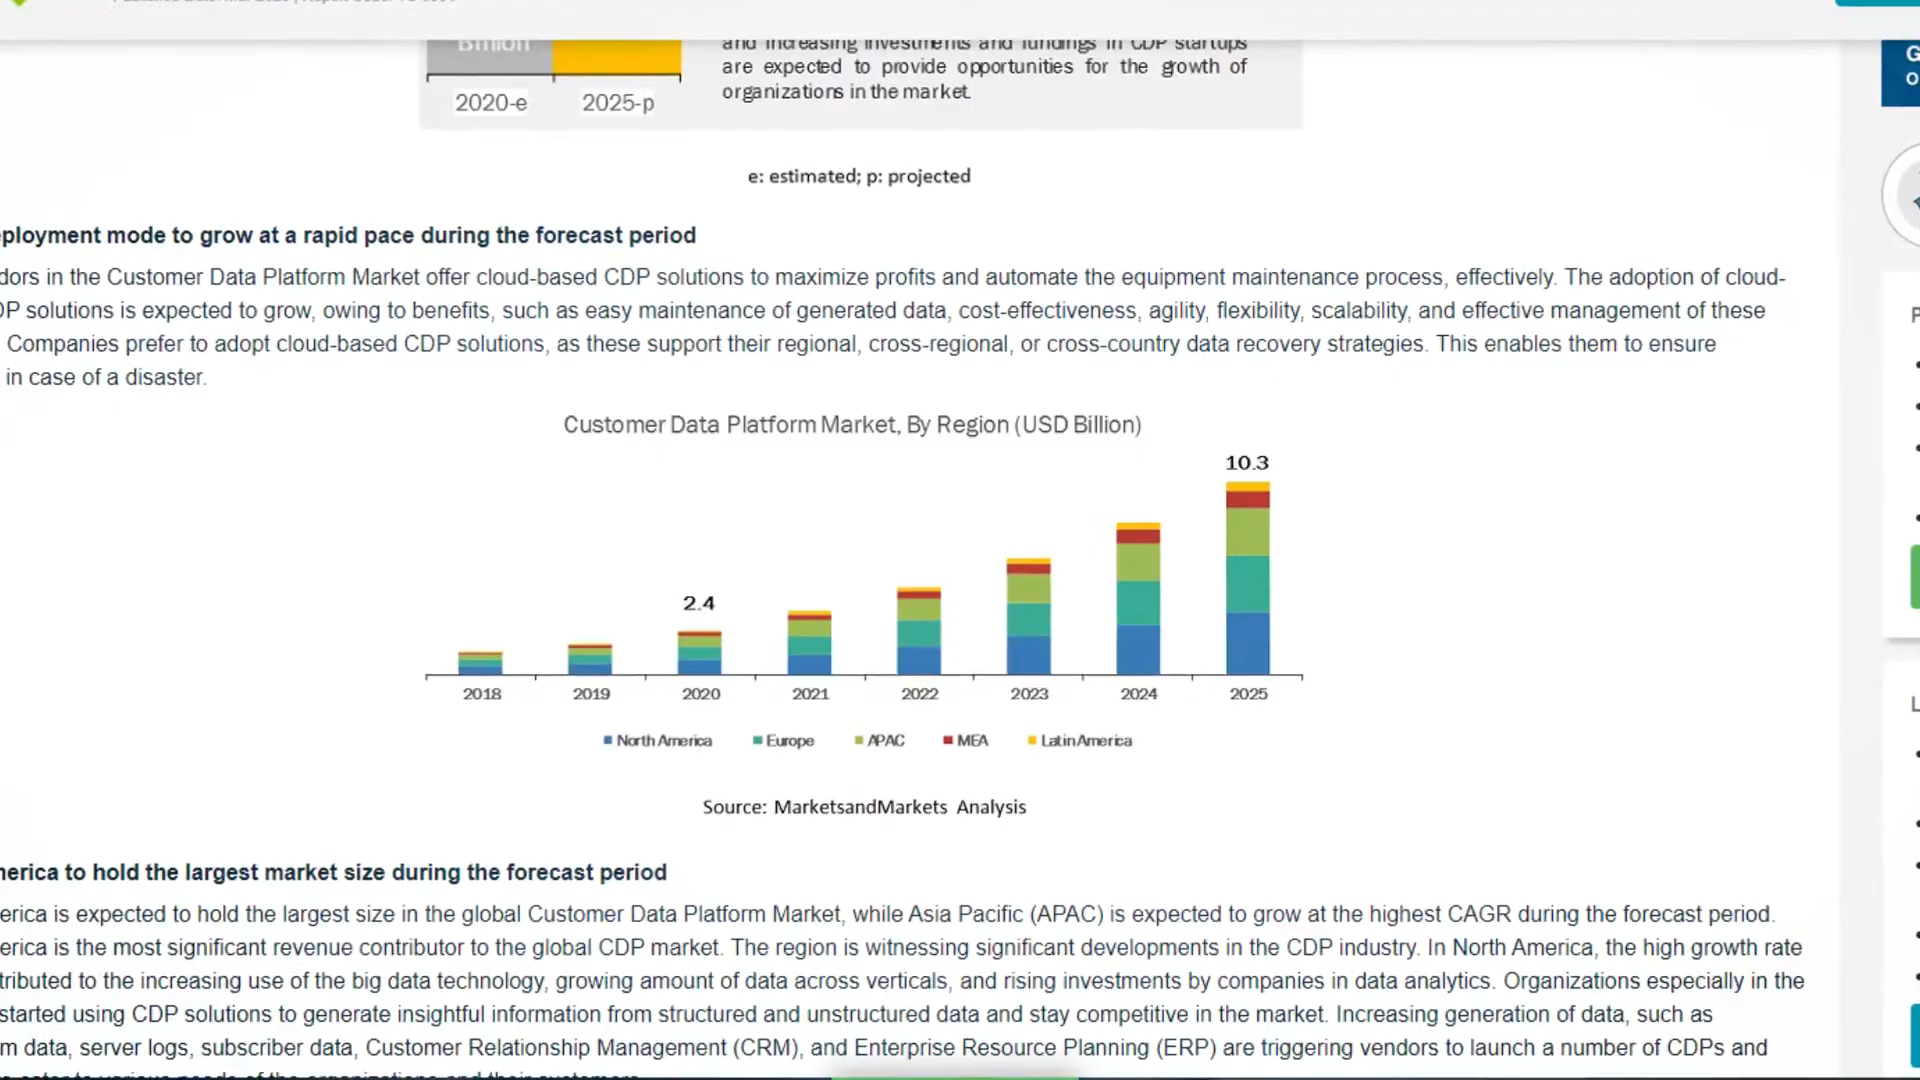 Billion
and increasing investments and fundings in CDP startups
are expected to provide opportunities for the growth of
organizations in the market.
2020-e 2025-p
e: estimated; p: projected
ployment mode to grow at a rapid pace during the forecast period
dors in the Customer Data Platform Market offer cloud-based CDP solutions to maximize profits and automate the equipment maintenance process, effectively. The adoption of cloud-
DP solutions is expected to grow, owing to benefits, such as easy maintenance of generated data, cost-effectiveness, agility, flexibility, scalability, and effective management of these
Companies prefer to adopt cloud-based CDP solutions, as these support their regional, cross-regional, or cross-country data recovery strategies. This enables them to ensure
in case of a disaster.
Customer Data Platform Market, By Region (USD Billion)
10.3
2.4
2018 2019 2020 2021 2022 2023 2024 2025
North America Europe APAC MEA Latin America
Source: MarketsandMarkets Analysis
merica to hold the largest market size during the forecast period
erica is expected to hold the largest size in the global Customer Data Platform Market, while Asia Pacific (APAC) is expected to grow at the highest CAGR during the forecast period.
erica is the most significant revenue contributor to the global CDP market. The region is witnessing significant developments in the CDP industry. In North America, the high growth rate
tributed to the increasing use of the big data technology, growing amount of data across verticals, and rising investments by companies in data analytics. Organizations especially in the
started using CDP solutions to generate insightful information from structured and unstructured data and stay competitive in the market. Increasing generation of data, such as
m data, server logs, subscriber data, Customer Relationship Management (CRM), and Enterprise Resource Planning (ERP) are triggering vendors to launch a number of CDPs and